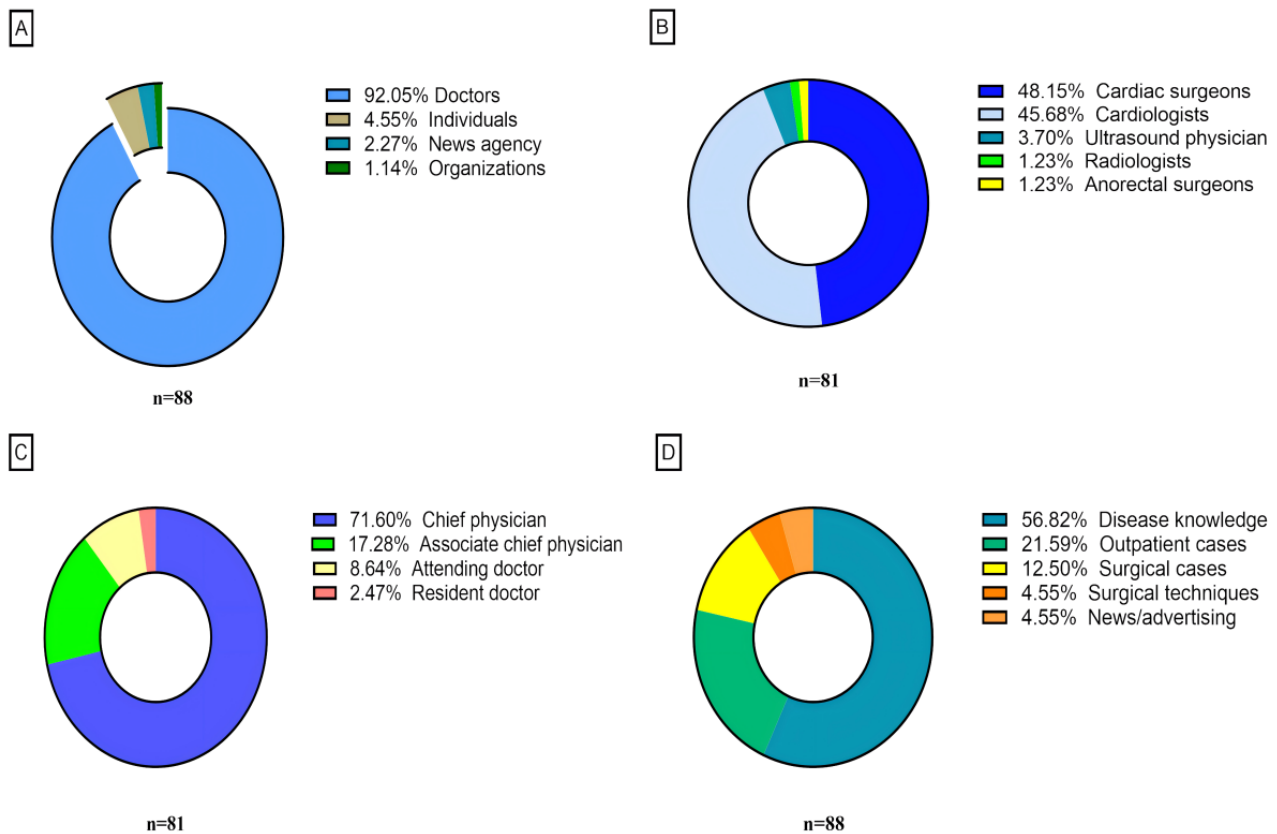 A
92.05% Doctors
4.55% Individuals
2.27% News agency
1.14% Organizations
n=88
B
48.15% Cardiac surgeons
45.68% Cardiologists
3.70% Ultrasound physician
1.23% Radiologists
1.23% Anorectal surgeons
n=81
C
71.60% Chief physician
17.28% Associate chief physician
8.64% Attending doctor
2.47% Resident doctor
n=81
D
56.82% Disease knowledge
21.59% Outpatient cases
12.50% Surgical cases
4.55% Surgical techniques
4.55% News/advertising
n=88